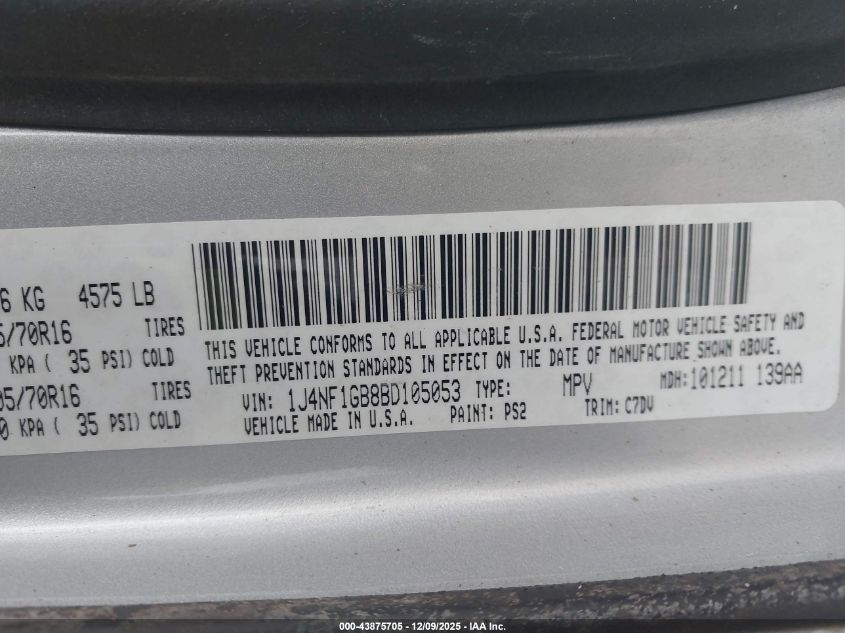 6 KG 4575 LB
5/70R16 TIRES
KPA ( 35 PSI) COLD
05/70R16 TIRES
0 KPA ( 35 PSI) COLD
THIS VEHICLE CONFORMS TO ALL APPLICABLE U.S.A. FEDERAL MOTOR VEHICLE SAFETY AND
THEFT PREVENTION STANDARDS IN EFFECT ON THE DATE OF MANUFACTURE SHOWN ABOVE.
VIN: 1J4NF1GB8BD105053 TYPE: MPV MDH: 101211 139AA
VEHICLE MADE IN U.S.A. PAINT: PS2 TRIM: C7DV
000-43875705 - 12/09/2025 - IAA Inc.